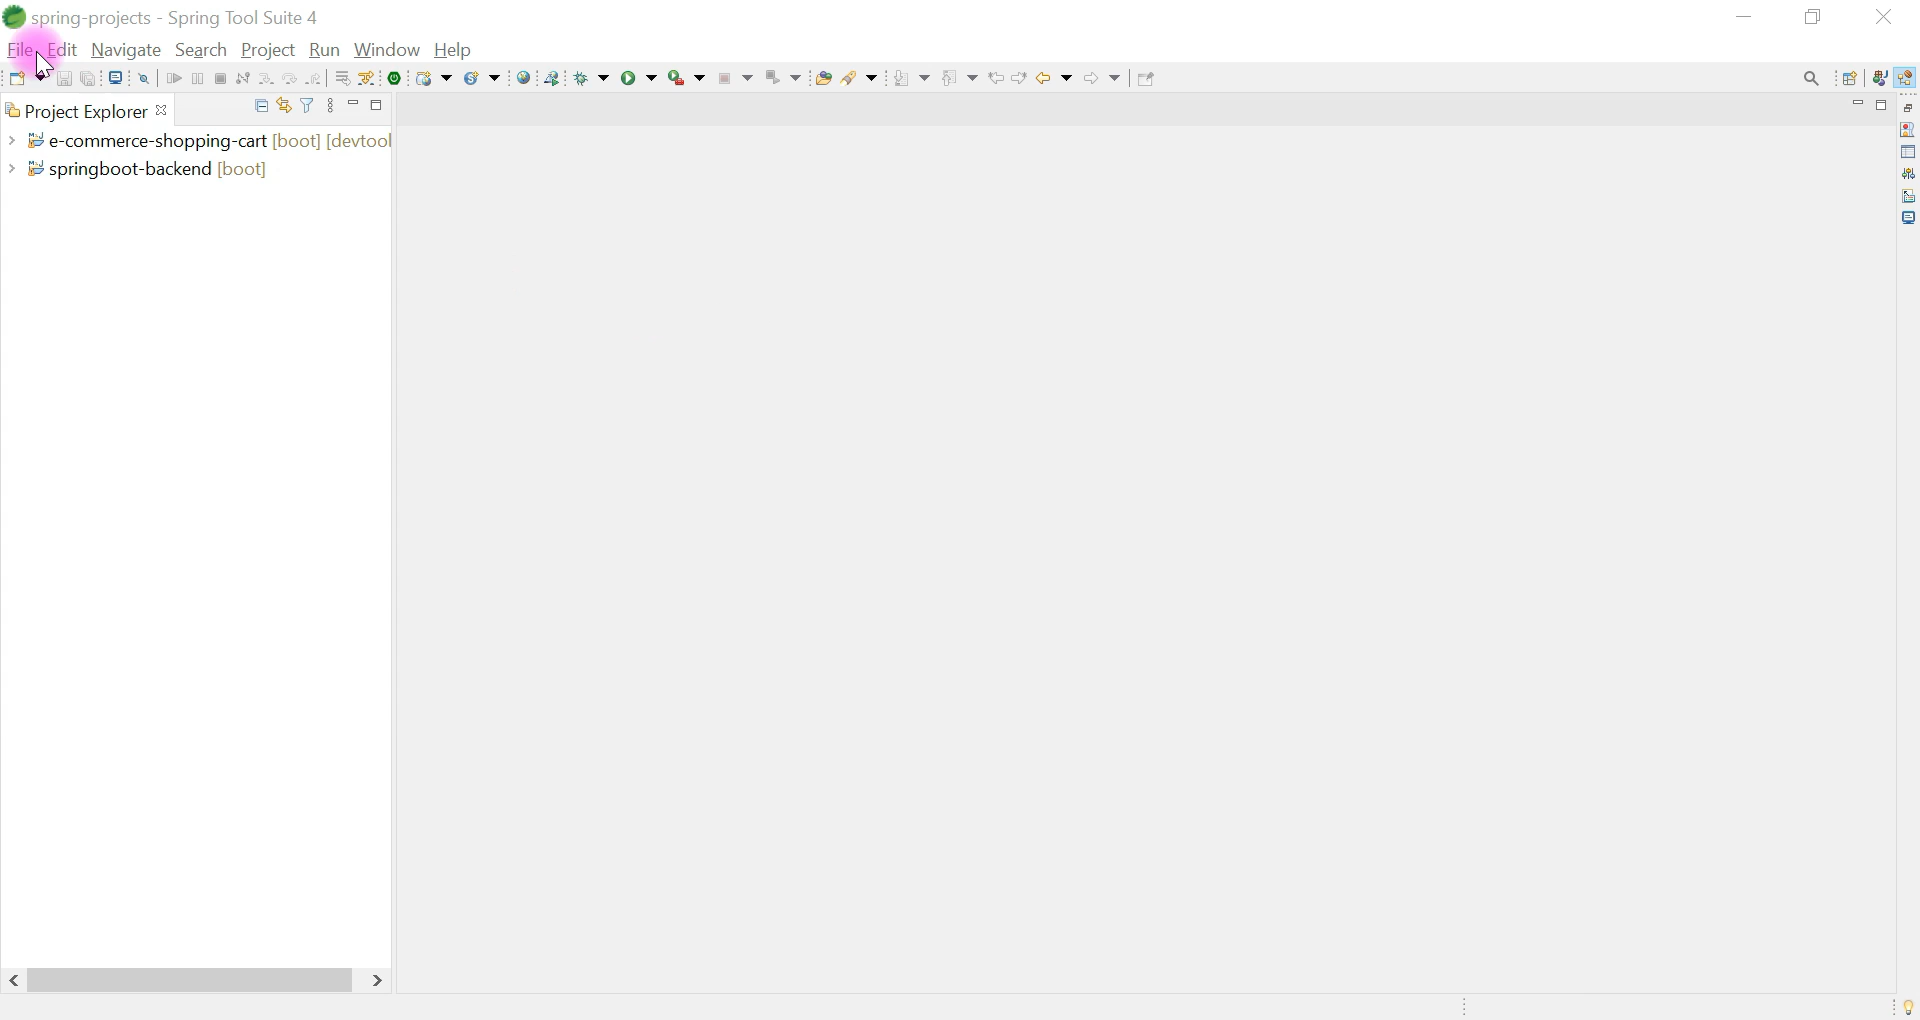 spring-projects - Spring Tool Suite 4
File Edit Navigate Search Project Run Window Help
Project Explorer
e-commerce-shopping-cart [boot] [devtool
springboot-backend [boot]